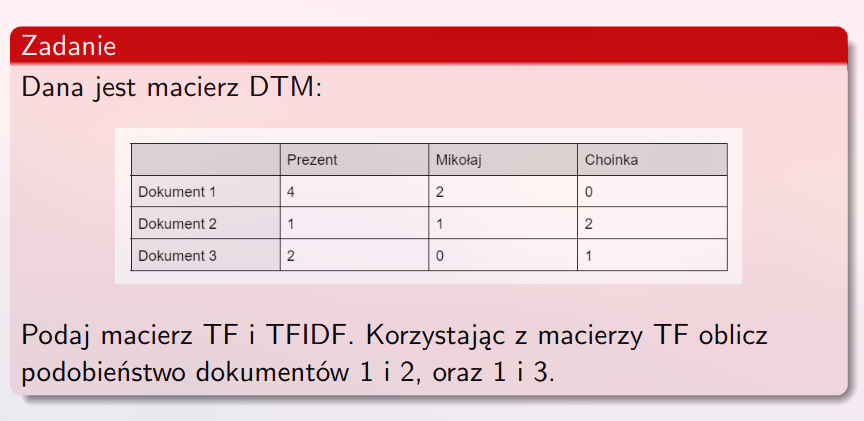 Zadanie
Dana jest macierz DTM:
Prezent Mikołaj Choinka
Dokument 1 4 2 0
Dokument 2 1 1 2
Dokument 3 2 0 1
Podaj macierz TF i TFIDF. Korzystając z macierzy TF oblicz
podobieństwo dokumentów 1 i 2, oraz 1 i 3.